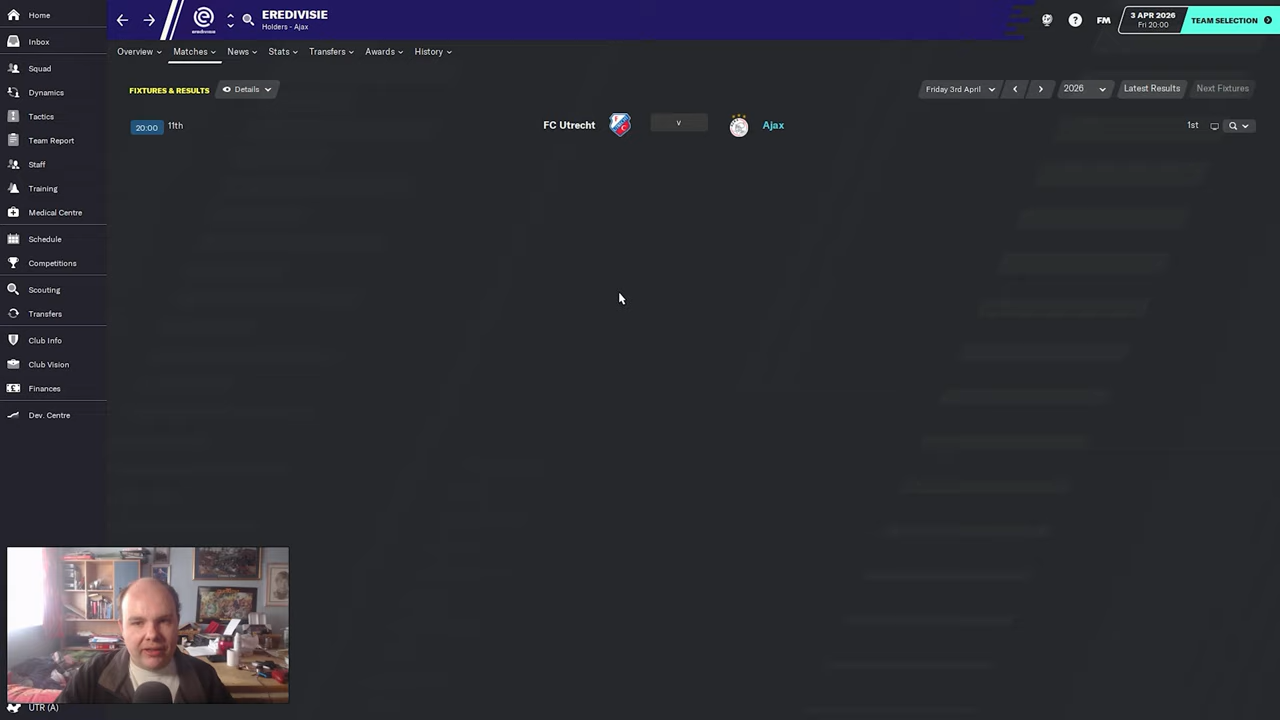 Home
EREDIVISIE
Holders - Ajax
eredivisie
FM
3 APR 2026
Fri 20:00
TEAM SELECTION
Inbox
Overview
Matches
News
Stats
Transfers
Awards
History
Squad
Dynamics
Tactics
Team Report
Staff
Training
Medical Centre
Schedule
Competitions
Scouting
Transfers
Club Info
Club Vision
Finances
Dev. Centre
UTR (A)
FIXTURES & RESULTS
Details
Friday 3rd April
2026
Latest Results
Next Fixtures
20:00 11th FC Utrecht v Ajax 1st